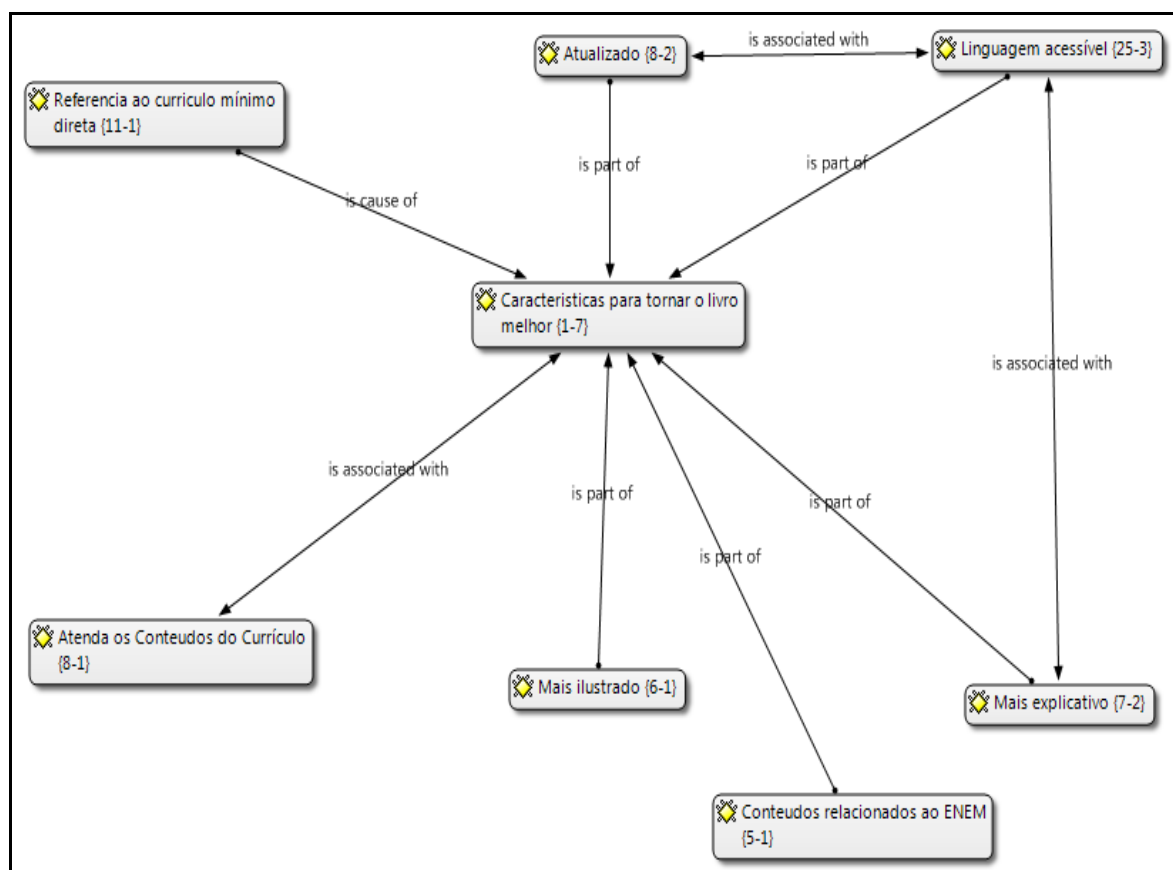 is associated with
Atualizado {8-2}
Linguagem acessível {25-3}
Referencia ao curriculo mínimo
direta {11-1}
is part of
is part of
is cause of
Caracteristicas para tornar o livro
melhor {1-7}
is associated with
is associated with
is part of
is part of
is part of
Atenda os Conteudos do Currículo
{8-1}
Mais ilustrado {6-1}
Mais explicativo {7-2}
Conteudos relacionados ao ENEM
{5-1}